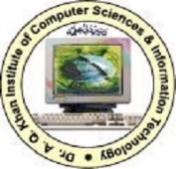 Dr. A. Q. Khan Institute of Computer Sciences & Information Technology